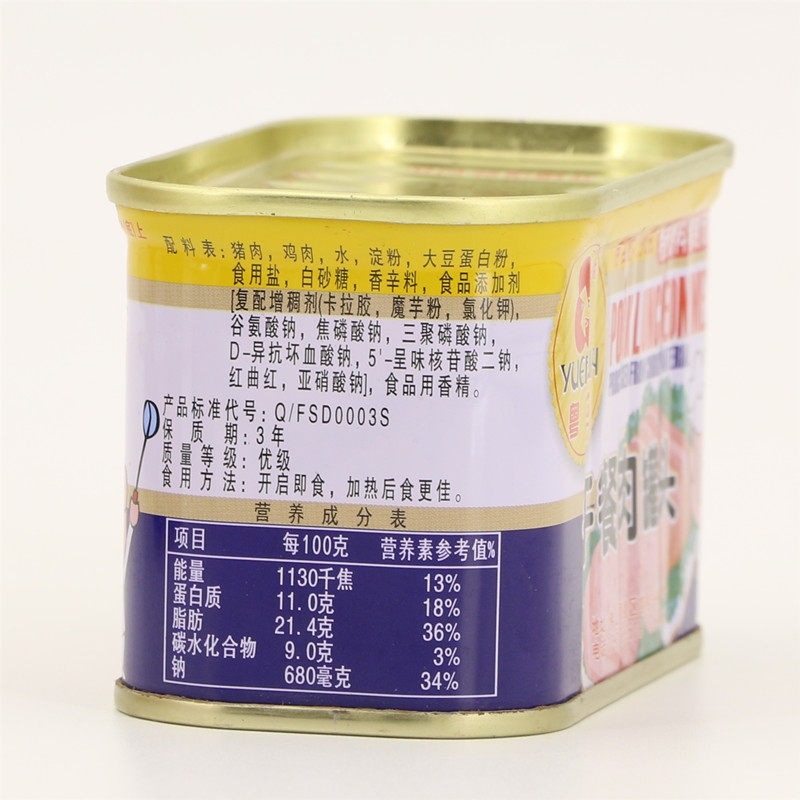 配料表：猪肉，鸡肉，水，淀粉，大豆蛋白粉，
食用盐，白砂糖，香辛料，食品添加剂
[复配增稠剂(卡拉胶，魔芋粉，氯化钾)，
谷氨酸钠，焦磷酸钠，三聚磷酸钠，
D-异抗坏血酸钠，5'-呈味核苷酸二钠，
红曲红，亚硝酸钠]，食品用香精。
产品标准代号：Q/FSD0003S
保 质 期：3年
质量等级：优级
食用方法：开启即食，加热后食更佳。
营养成分表
项目 每100克 营养素参考值%
能量 1130千焦 13%
蛋白质 11.0克 18%
脂肪 21.4克 36%
碳水化合物 9.0克 3%
钠 680毫克 34%
午餐肉罐头